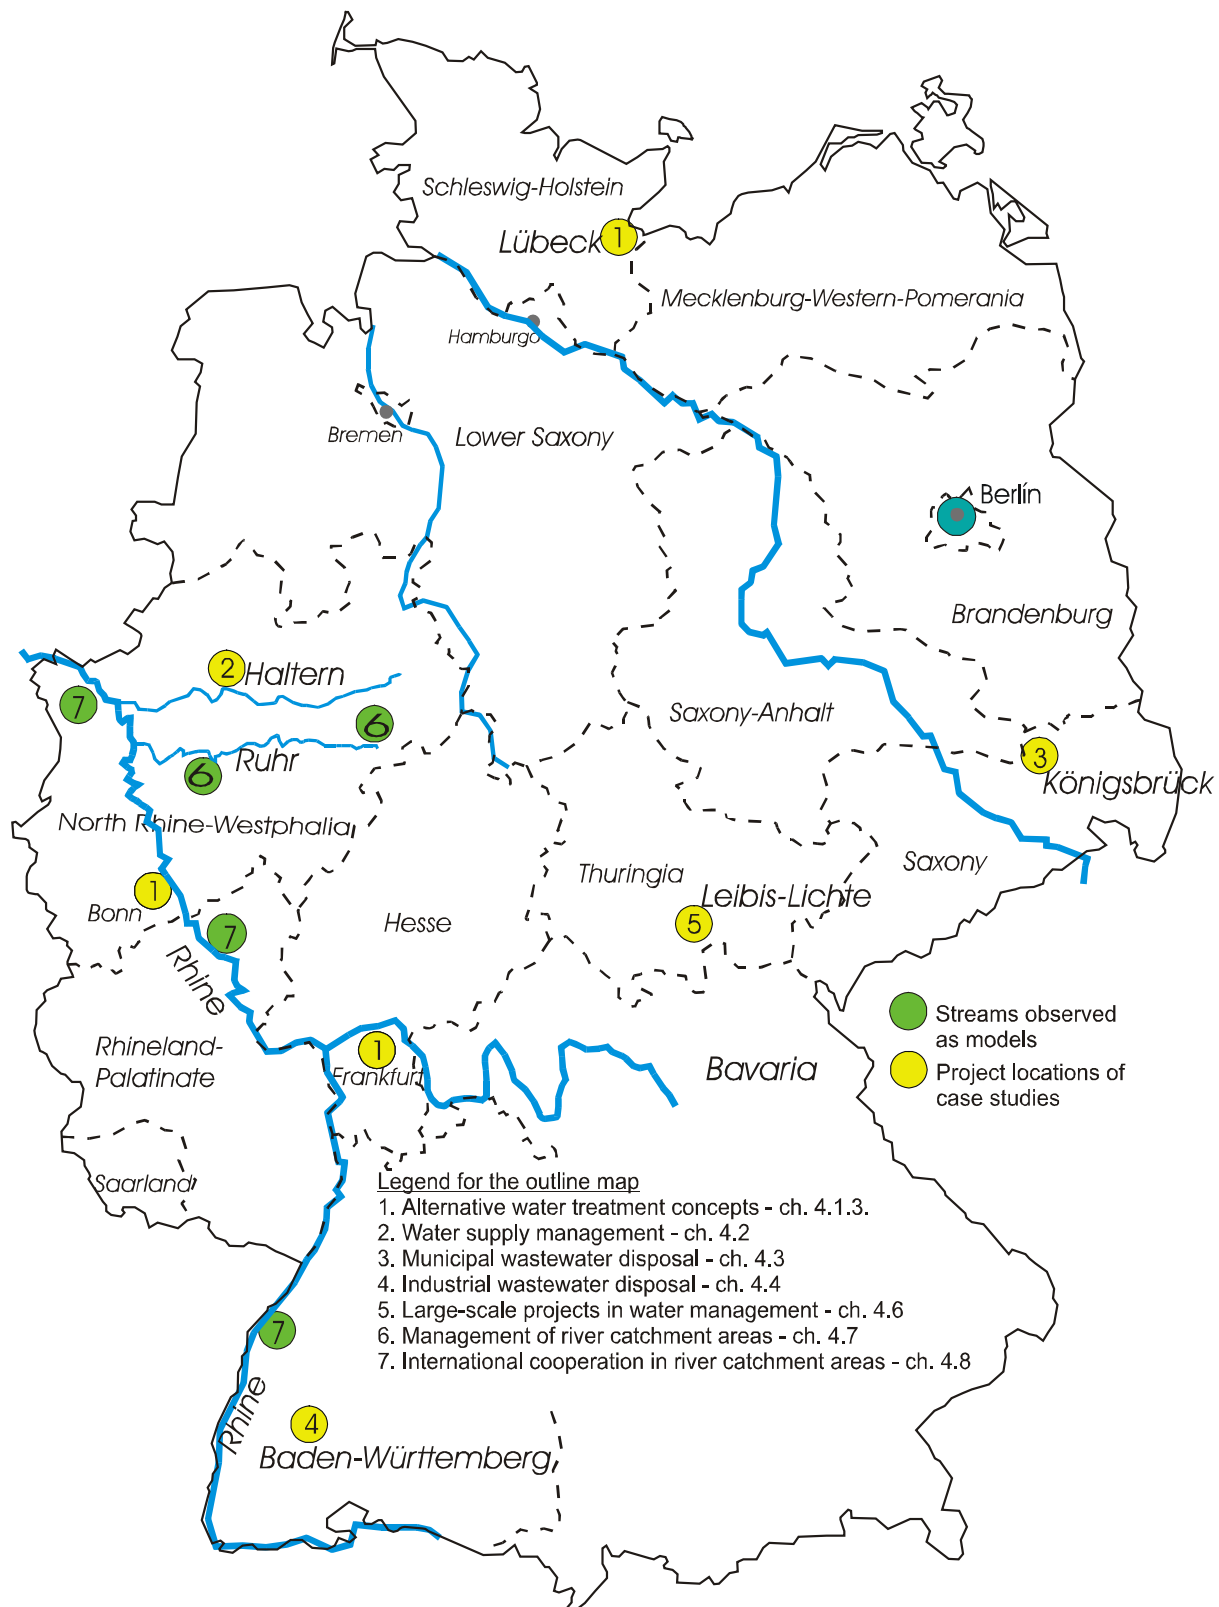 Schleswig-Holstein
Lübeck 1
Mecklenburg-Western-Pomerania
Hamburgo
Bremen
Lower Saxony
Berlín
Brandenburg
2 Haltern
7
6
Saxony-Anhalt
Ruhr
6
3
Königsbrück
North Rhine-Westphalia
Thuringia
Saxony
1
Bonn
Leibis-Lichte
5
Hesse
7
Rhine
Streams observed
as models
Rhineland-
Palatinate
1
Frankfurt
Bavaria
Project locations of
case studies
Saarland
Legend for the outline map
1. Alternative water treatment concepts - ch. 4.1.3.
2. Water supply management - ch. 4.2
3. Municipal wastewater disposal - ch. 4.3
4. Industrial wastewater disposal - ch. 4.4
5. Large-scale projects in water management - ch. 4.6
6. Management of river catchment areas - ch. 4.7
7. International cooperation in river catchment areas - ch. 4.8
7
Rhine
4
Baden-Württemberg